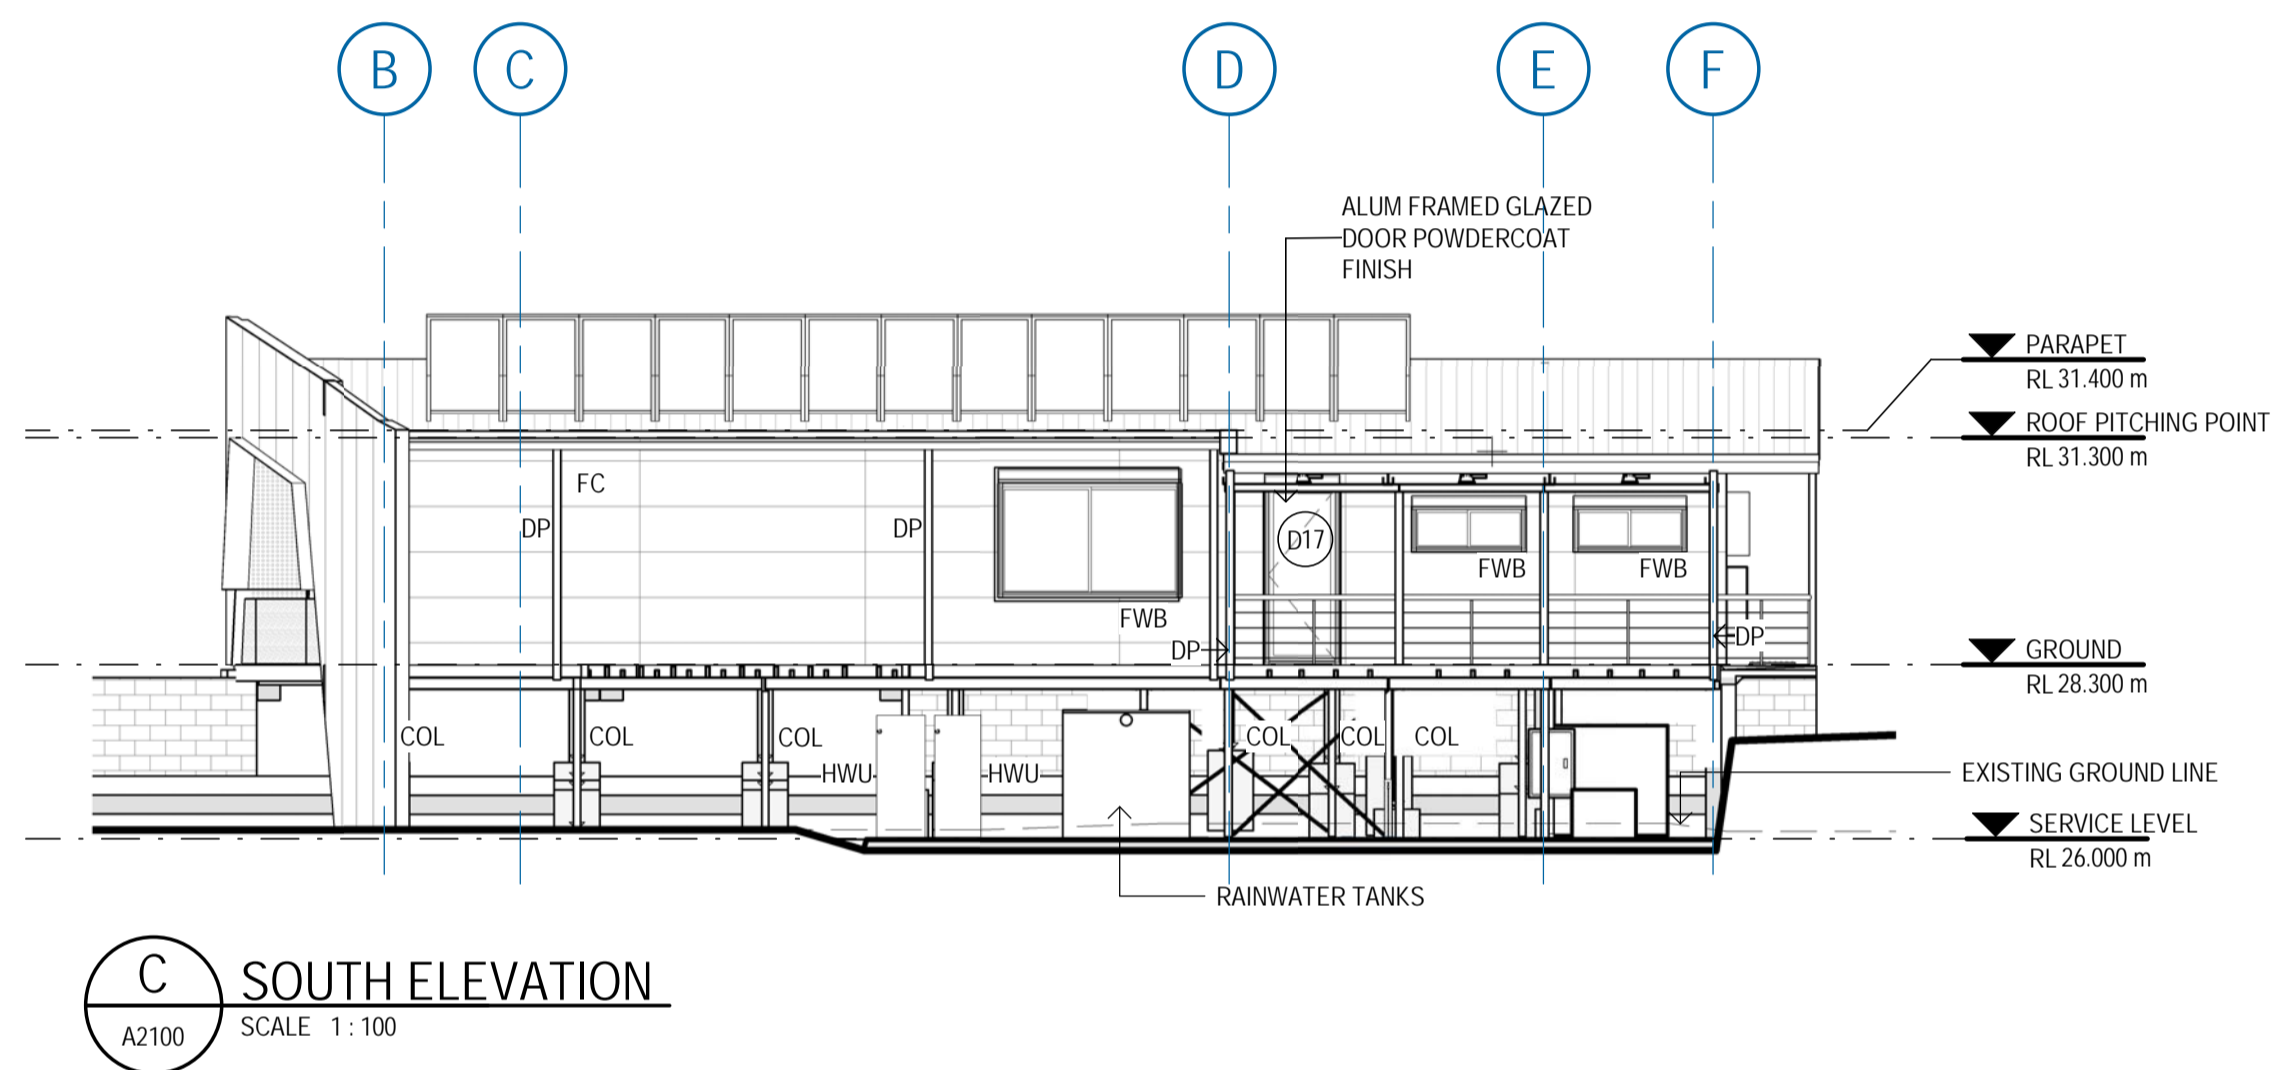 B C D E F
ALUM FRAMED GLAZED
DOOR POWDERCOAT
FINISH
PARAPET
RL 31.400 m
ROOF PITCHING POINT
RL 31.300 m
FC
DP DP
D17
FWB FWB
FWB
DP DP
GROUND
RL 28.300 m
COL COL COL COL COL COL
HWU HWU
EXISTING GROUND LINE
SERVICE LEVEL
RL 26.000 m
RAINWATER TANKS
C
A2100
SOUTH ELEVATION
SCALE 1 : 100